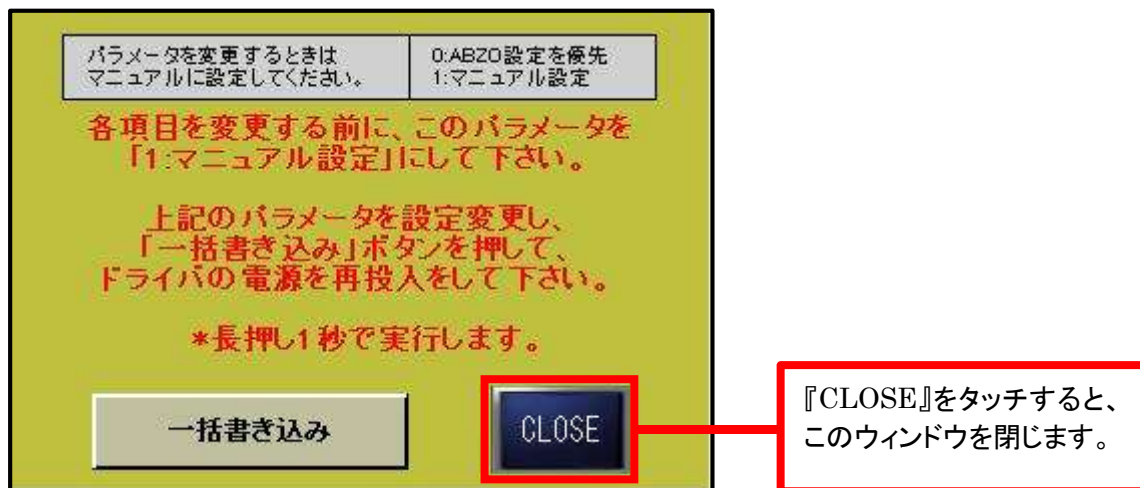 パラメータを変更するときは
マニュアルに設定してください。
0:ABZO設定を優先
1:マニュアル設定
各項目を変更する前に、このパラメータを
「1:マニュアル設定」にして下さい。
上記のパラメータを設定変更し、
「一括書き込み」ボタンを押して、
ドライバの電源を再投入をして下さい。
*長押し1秒で実行します。
一括書き込み
CLOSE
『CLOSE』をタッチすると、
このウィンドウを閉じます。